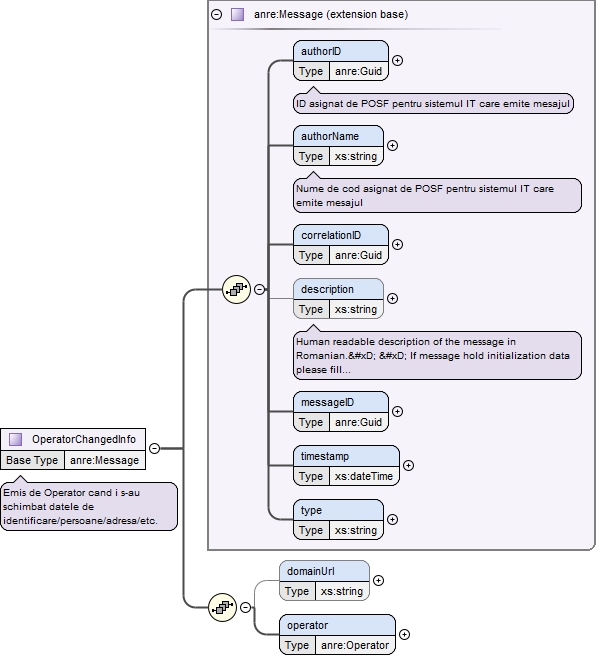 anre:Message (extension base)
authorID
Type anre:Guid
ID asignat de POSF pentru sistemul IT care emite mesajul
authorName
Type xs:string
Nume de cod asignat de POSF pentru sistemul IT care
emite mesajul
correlationID
Type anre:Guid
description
Type xs:string
Human readable description of the message in
Romanian.&#xD; &#xD; If message hold initialization data
please fill...
messageID
Type anre:Guid
timestamp
Type xs:dateTime
type
Type xs:string
OperatorChangedInfo
Base Type anre:Message
Emis de Operator cand i s-au
schimbat datele de
identificare/persoane/adresa/etc.
domainUrl
Type xs:string
operator
Type anre:Operator